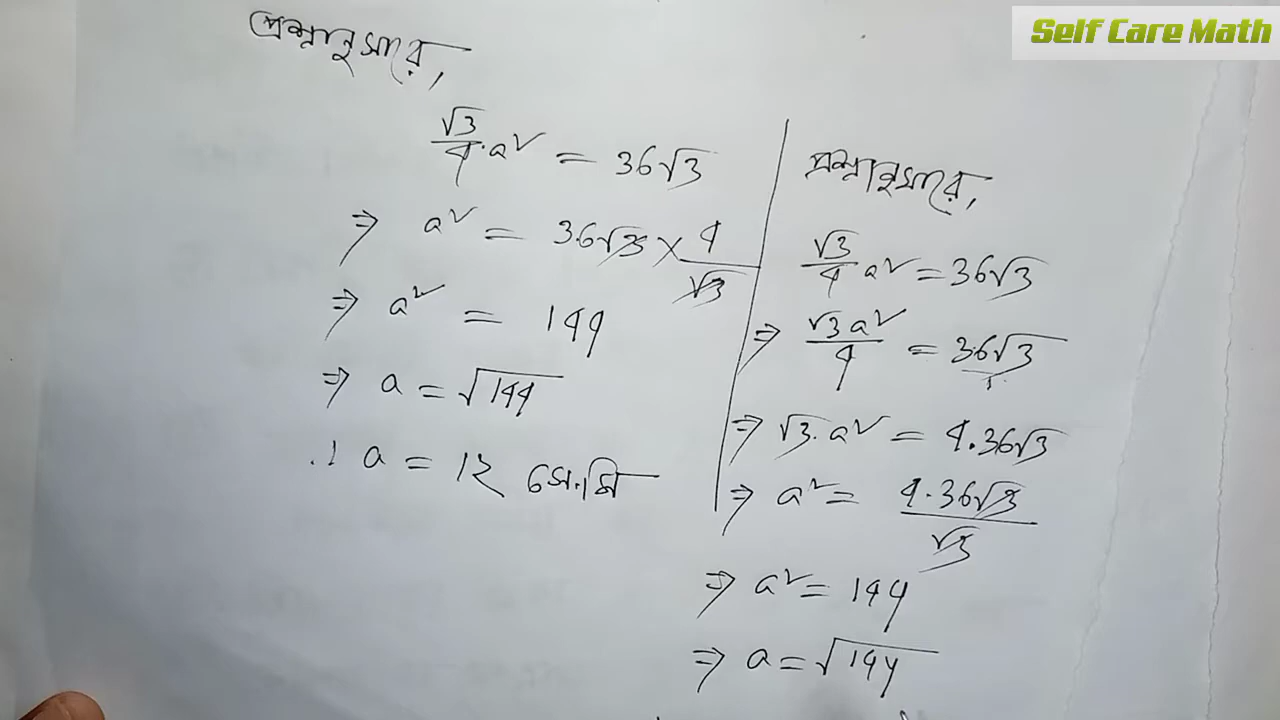 Self Care Math
প্রশ্নানুসারে,
√3/4 · a² = 36√3
⇒ a² = 36√3 × 4/√3
⇒ a² = 144
⇒ a = √144
∴ a = 12 সে.মি
প্রশ্নানুসারে,
√3/4 a² = 36√3
⇒ √3a²/4 = 36√3/1
⇒ √3 · a² = 4.36√3
⇒ a² = 4.36√3/√3
⇒ a² = 144
⇒ a = √144